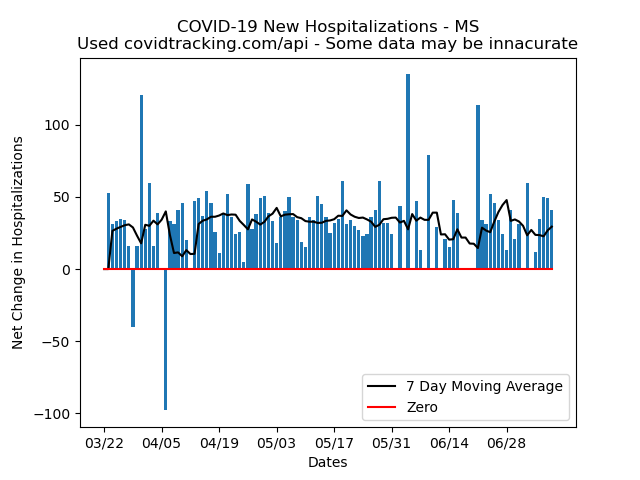 COVID-19 New Hospitalizations - MS
Used covidtracking.com/api - Some data may be innacurate
Net Change in Hospitalizations
100
50
0
−50
−100
7 Day Moving Average
Zero
03/22 04/05 04/19 05/03 05/17 05/31 06/14 06/28
Dates